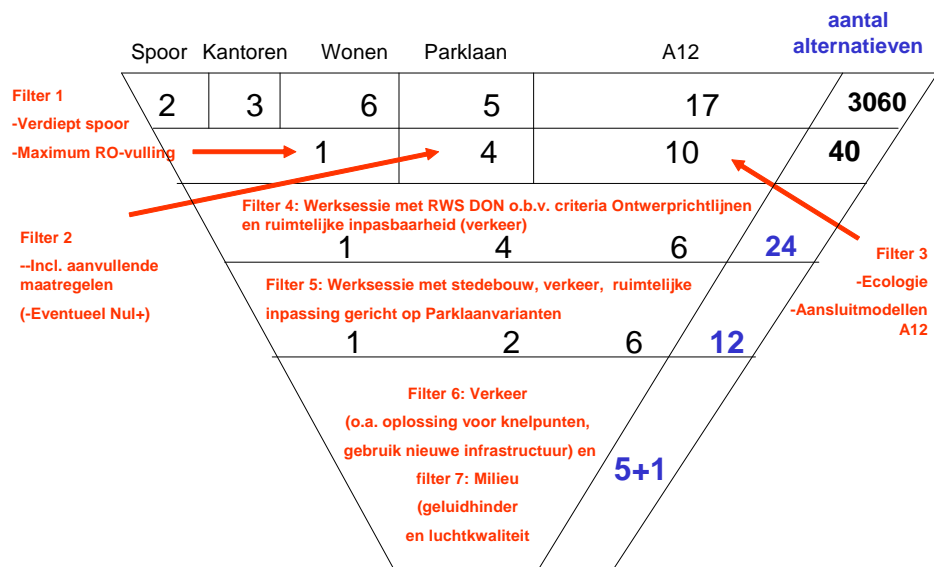 aantal
alternatieven
Spoor Kantoren Wonen Parklaan A12
Filter 1
-Verdiept spoor
-Maximum RO-vulling
2 3 6 5 17 3060
1 4 10 40
Filter 4: Werksessie met RWS DON o.b.v. criteria Ontwerprichtlijnen
en ruimtelijke inpasbaarheid (verkeer)
1 4 6 24
Filter 2
--Incl. aanvullende
maatregelen
(-Eventueel Nul+)
Filter 3
-Ecologie
-Aansluitmodellen
A12
Filter 5: Werksessie met stedebouw, verkeer, ruimtelijke
inpassing gericht op Parklaanvarianten
1 2 6 12
Filter 6: Verkeer
(o.a. oplossing voor knelpunten,
gebruik nieuwe infrastructuur) en
filter 7: Milieu
(geluidhinder
en luchtkwaliteit
5+1